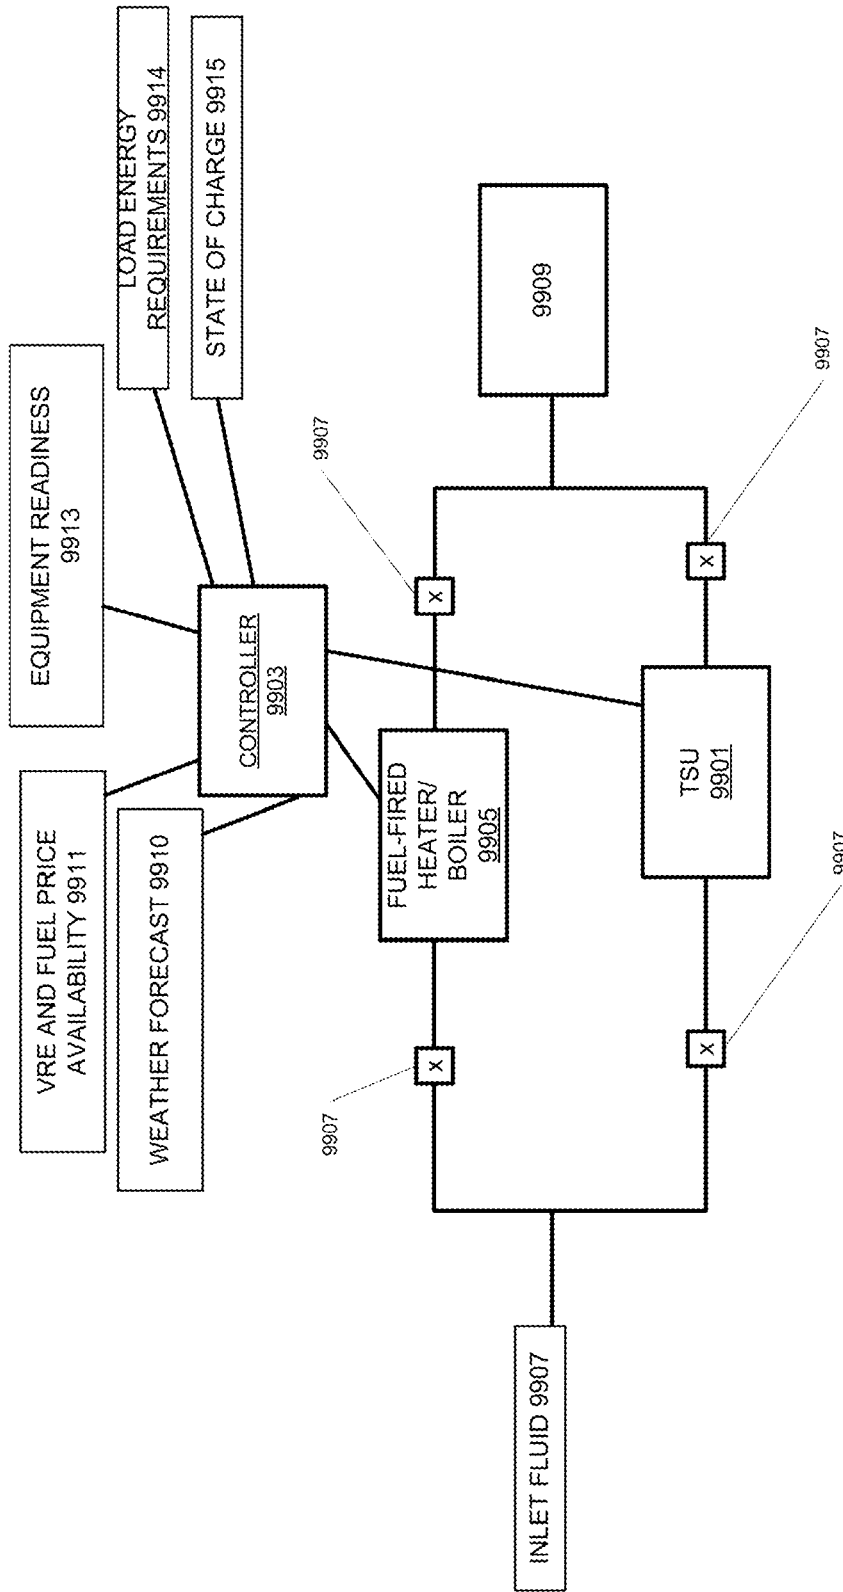 VRE AND FUEL PRICE
AVAILABILITY 9911
WEATHER FORECAST 9910
EQUIPMENT READINESS
9913
LOAD ENERGY
REQUIREMENTS 9914
STATE OF CHARGE 9915
CONTROLLER
9903
9907
9907
FUEL-FIRED
HEATER/
BOILER
9905
x
x
INLET FLUID 9907
9909
TSU
9901
x
x
9907
9907